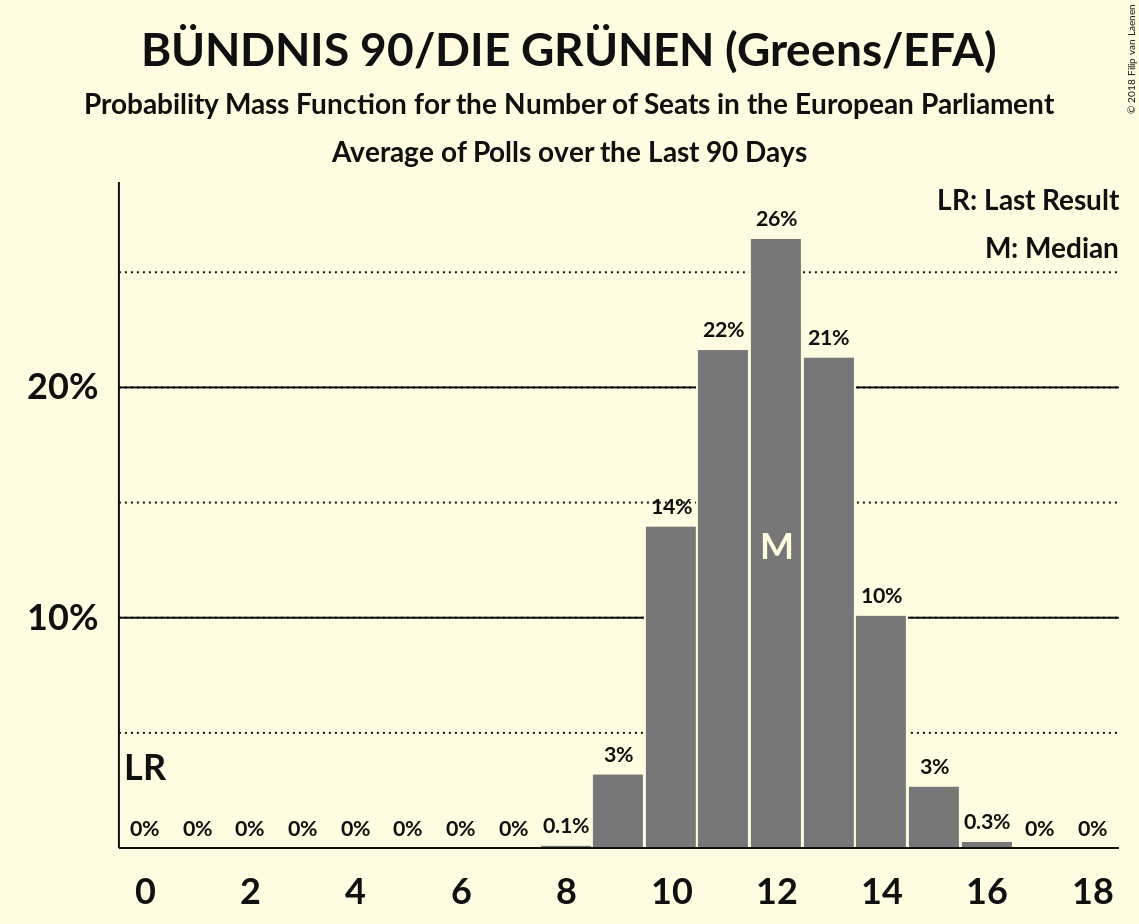 BÜNDNIS 90/DIE GRÜNEN (Greens/EFA)
Probability Mass Function for the Number of Seats in the European Parliament
Average of Polls over the Last 90 Days
© 2018 Filip van Laenen
LR: Last Result
M: Median
26%
22%
21%
20%
14%
M
10%
10%
LR
3%
3%
0% 0% 0% 0% 0% 0% 0% 0% 0.1% 0.3% 0% 0%
0 2 4 6 8 10 12 14 16 18